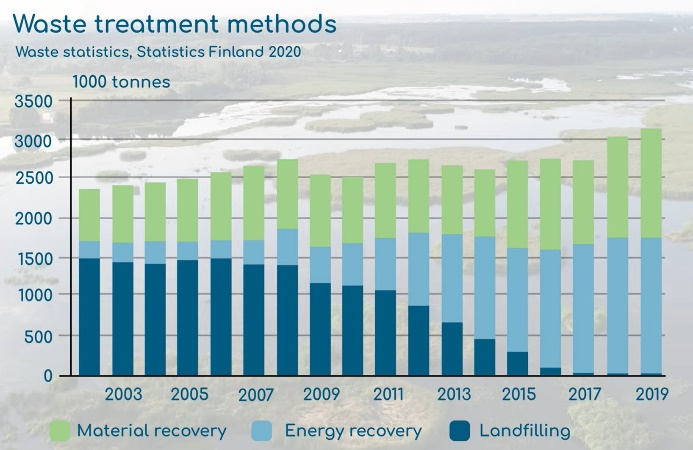 Waste treatment methods
Waste statistics, Statistics Finland 2020
1000 tonnes
3500
3000
2500
2000
1500
1000
500
0
2003 2005 2007 2009 2011 2013 2015 2017 2019
Material recovery Energy recovery Landfilling